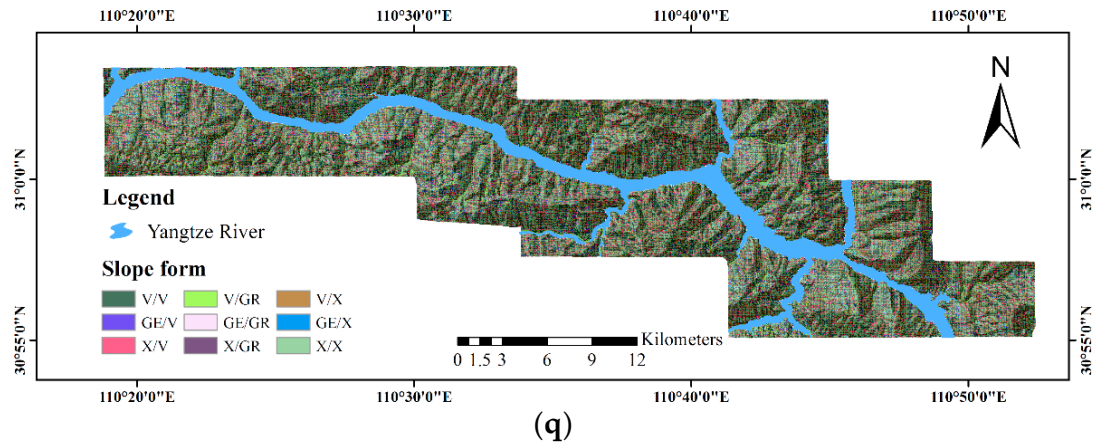 110°20'0"E 110°30'0"E 110°40'0"E 110°50'0"E
N
31°0'0"N 31°0'0"N
Legend
Yangtze River
Slope form
V/V V/GR V/X
GE/V GE/GR GE/X
X/V X/GR X/X
Kilometers
0 1.5 3 6 9 12
30°55'0"N 30°55'0"N
110°20'0"E 110°30'0"E 110°40'0"E 110°50'0"E
(q)